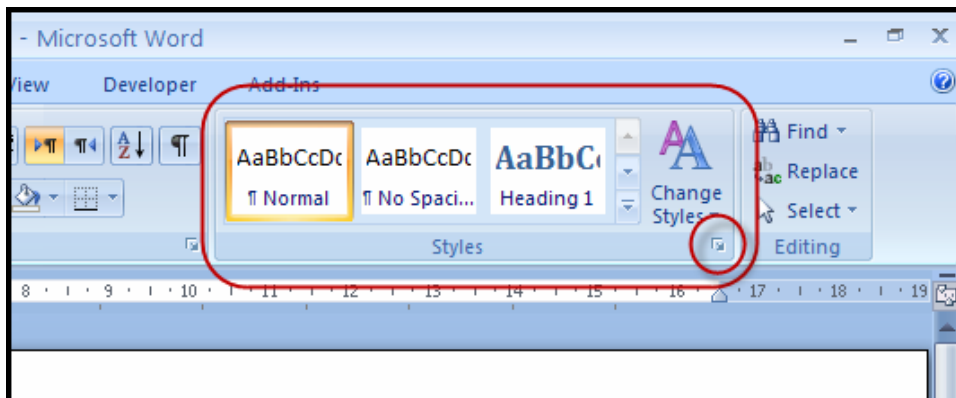 - Microsoft Word
View Developer Add-Ins
AaBbCcDc AaBbCcDc AaBbC
¶ Normal ¶ No Spaci... Heading 1
Change
Styles
Find
Replace
Select
Styles Editing
8 9 10 11 12 13 14 15 16 17 18 19